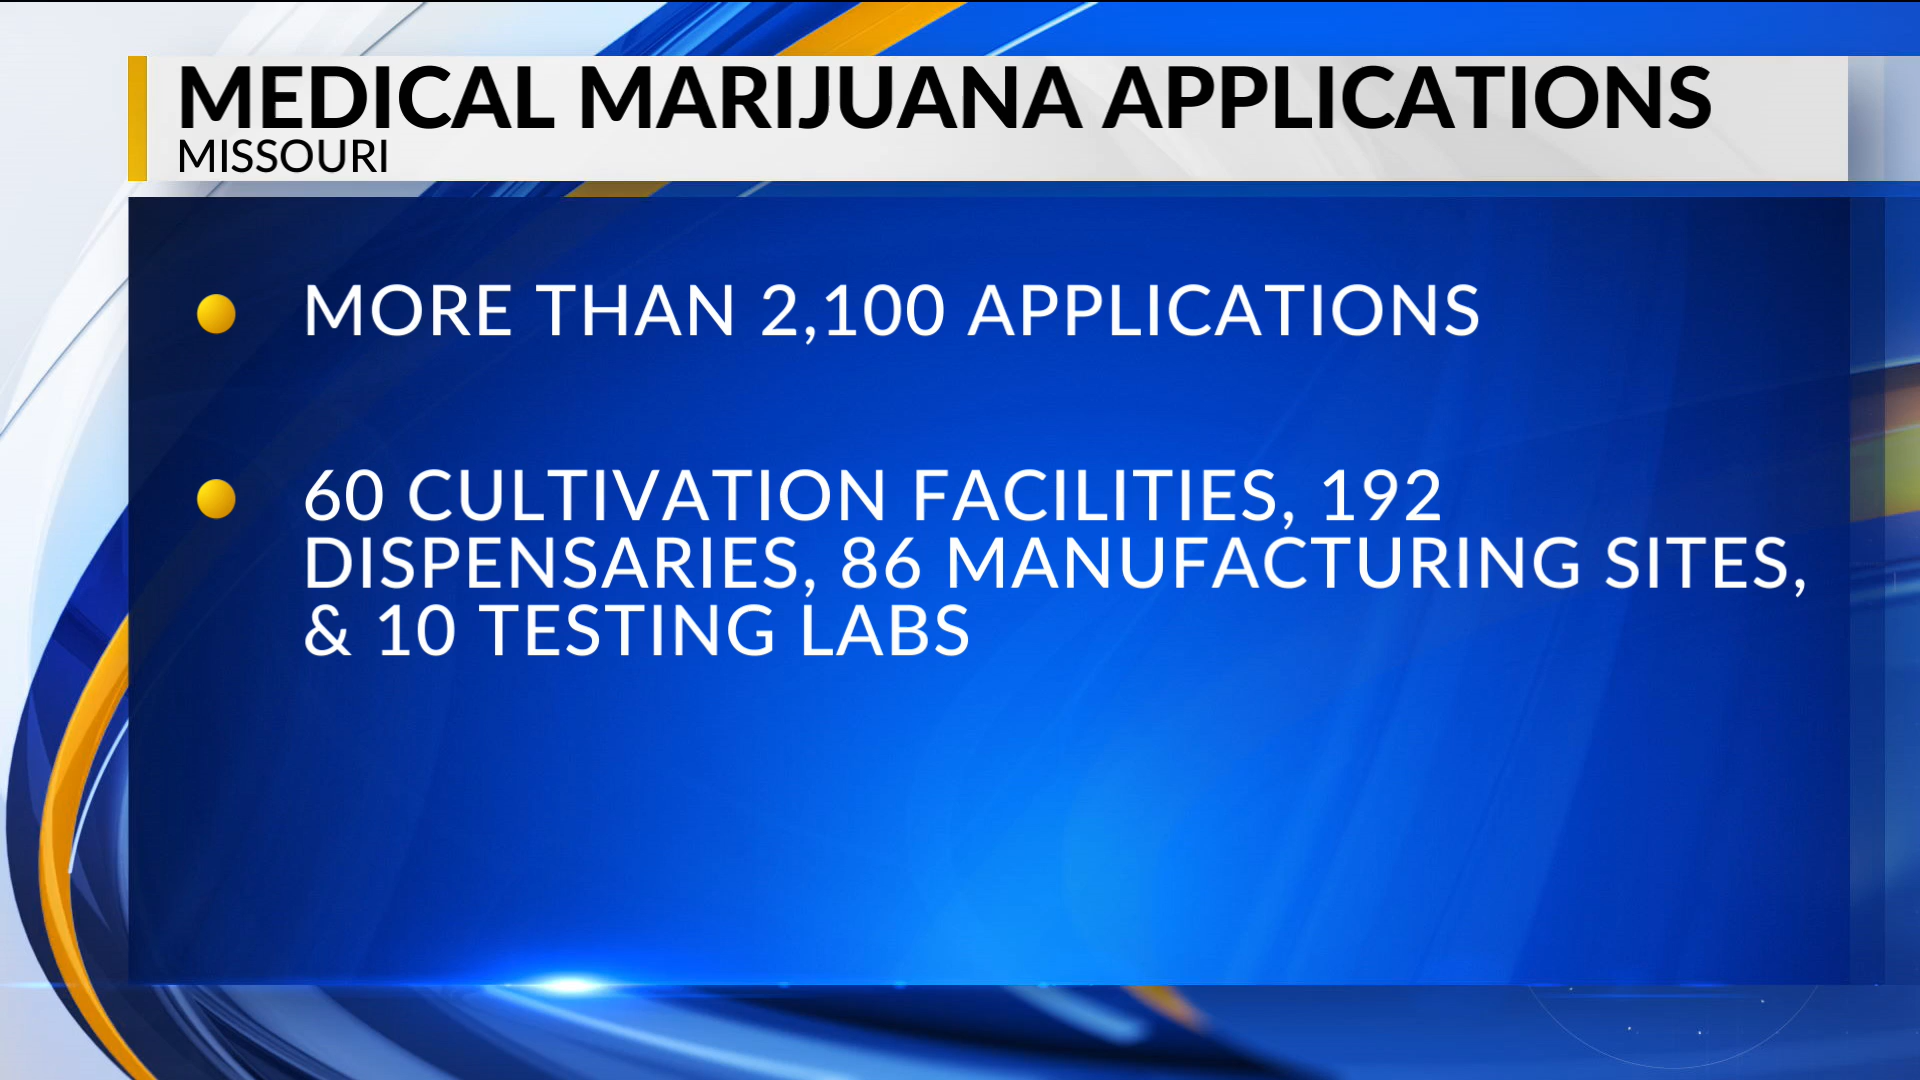 MEDICAL MARIJUANA APPLICATIONS
MISSOURI
MORE THAN 2,100 APPLICATIONS
60 CULTIVATION FACILITIES, 192
DISPENSARIES, 86 MANUFACTURING SITES,
& 10 TESTING LABS